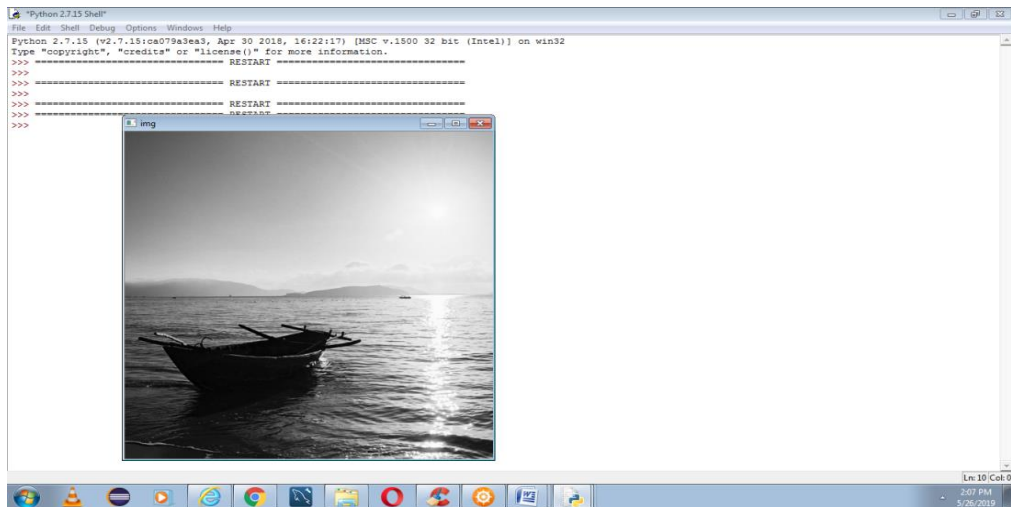 *Python 2.7.15 Shell*
File Edit Shell Debug Options Windows Help
Python 2.7.15 (v2.7.15:ca079a3ea3, Apr 30 2018, 16:22:17) [MSC v.1500 32 bit (Intel)] on win32
Type "copyright", "credits" or "license()" for more information.
>>> ================================ RESTART ================================
>>>
>>> ================================ RESTART ================================
>>>
>>> ================================ RESTART ================================
>>> ================================ RESTART ================================
>>>
img
Ln: 10 Col: 0
2:07 PM
5/26/2019